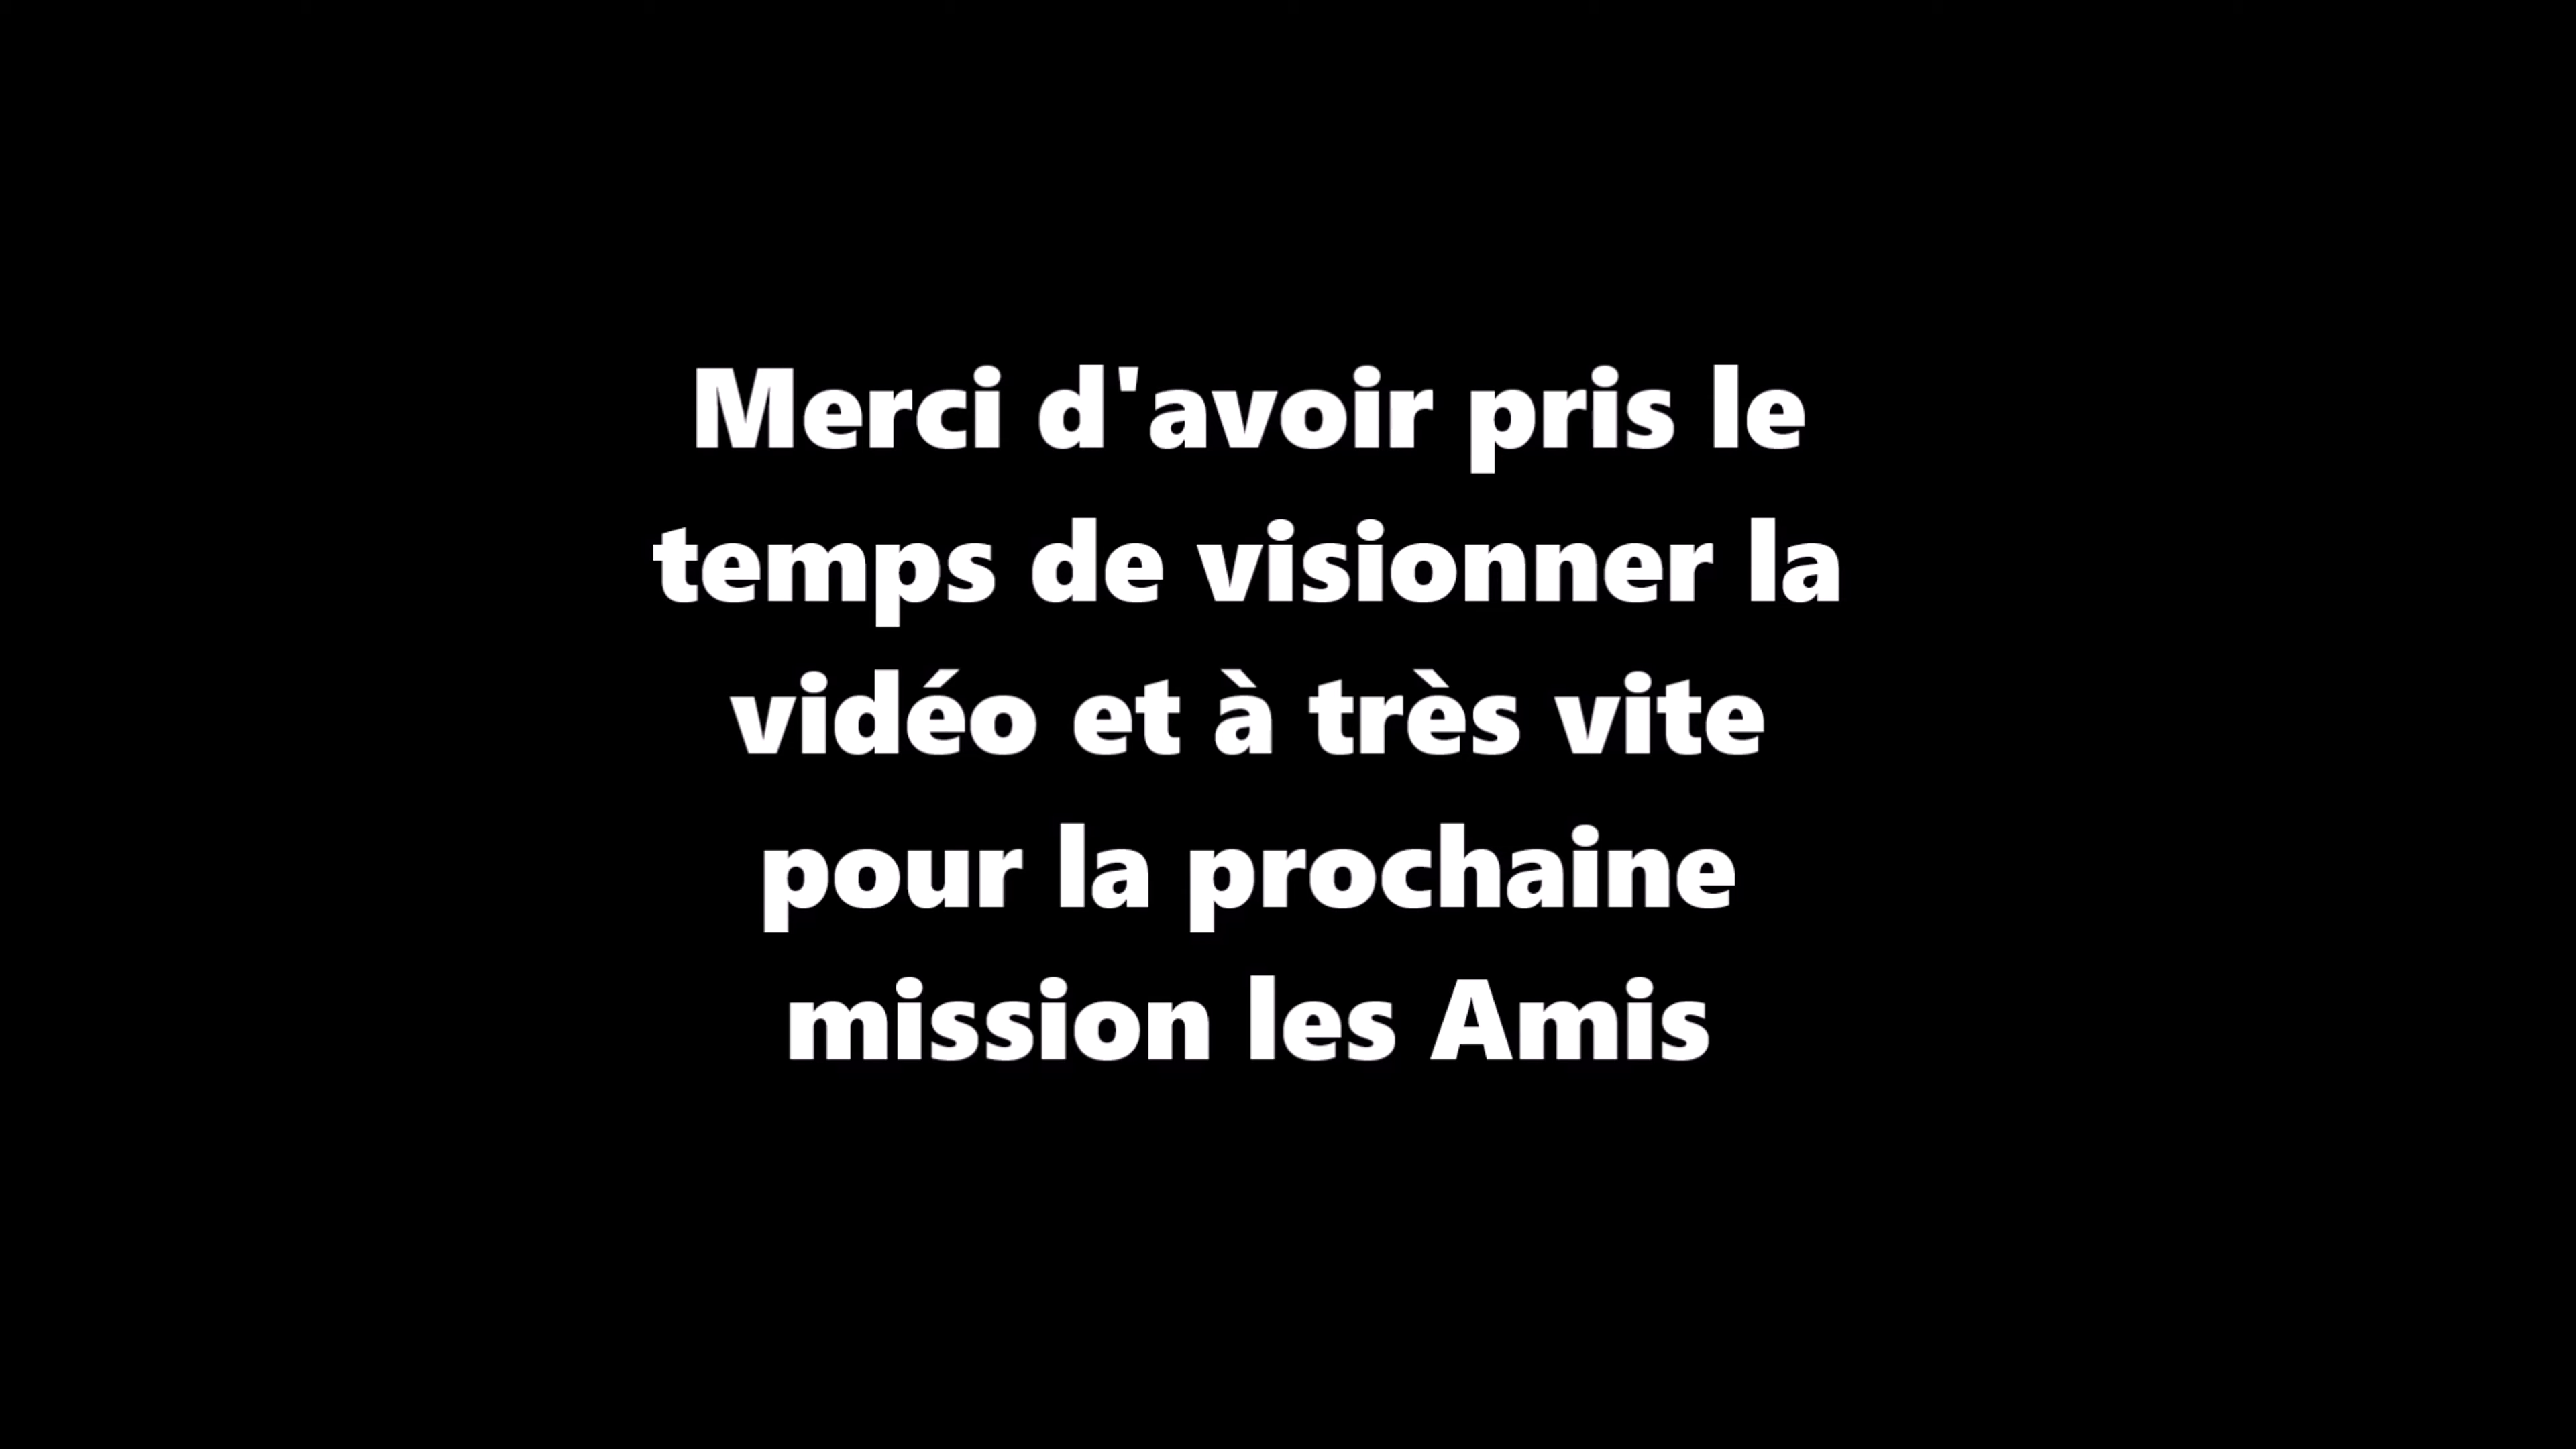 Merci d'avoir pris le
temps de visionner la
vidéo et à très vite
pour la prochaine
mission les Amis